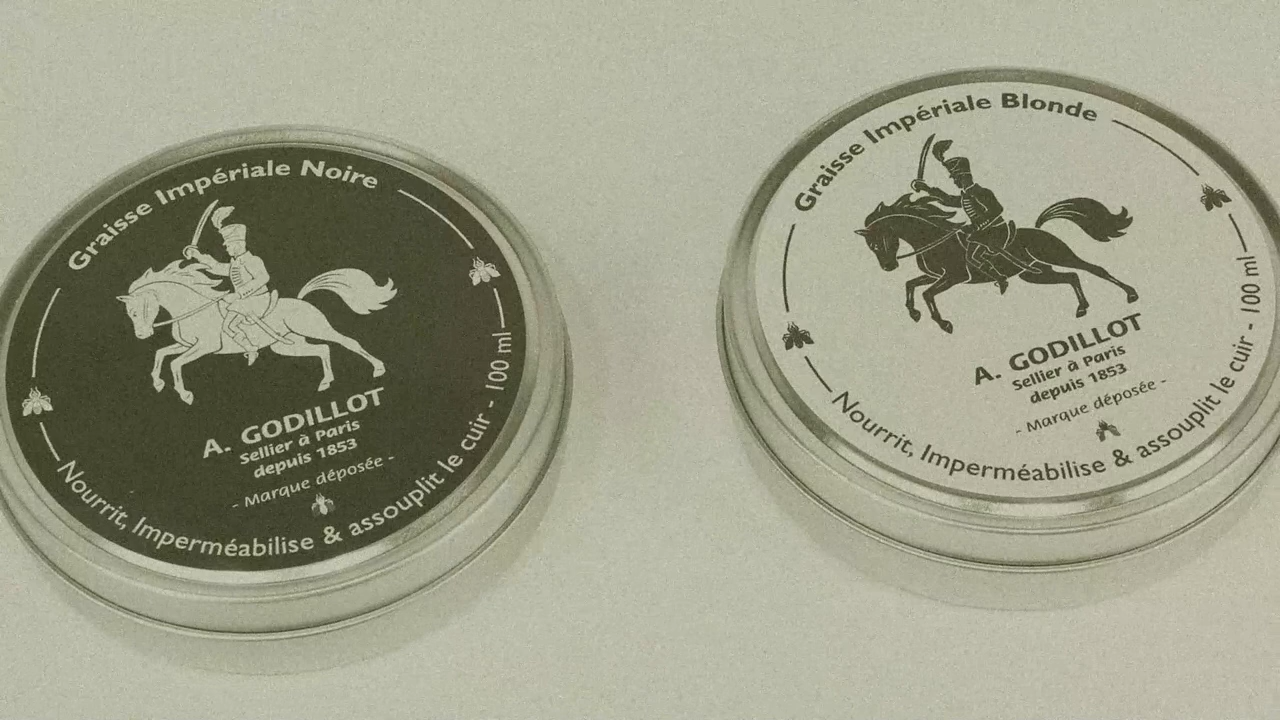 Graisse Impériale Noire
A. GODILLOT
Sellier à Paris
depuis 1853
- Marque déposée -
Nourrit, Imperméabilise & assouplit le cuir - 100 ml
Graisse Impériale Blonde
A. GODILLOT
Sellier à Paris
depuis 1853
- Marque déposée -
Nourrit, Imperméabilise & assouplit le cuir - 100 ml